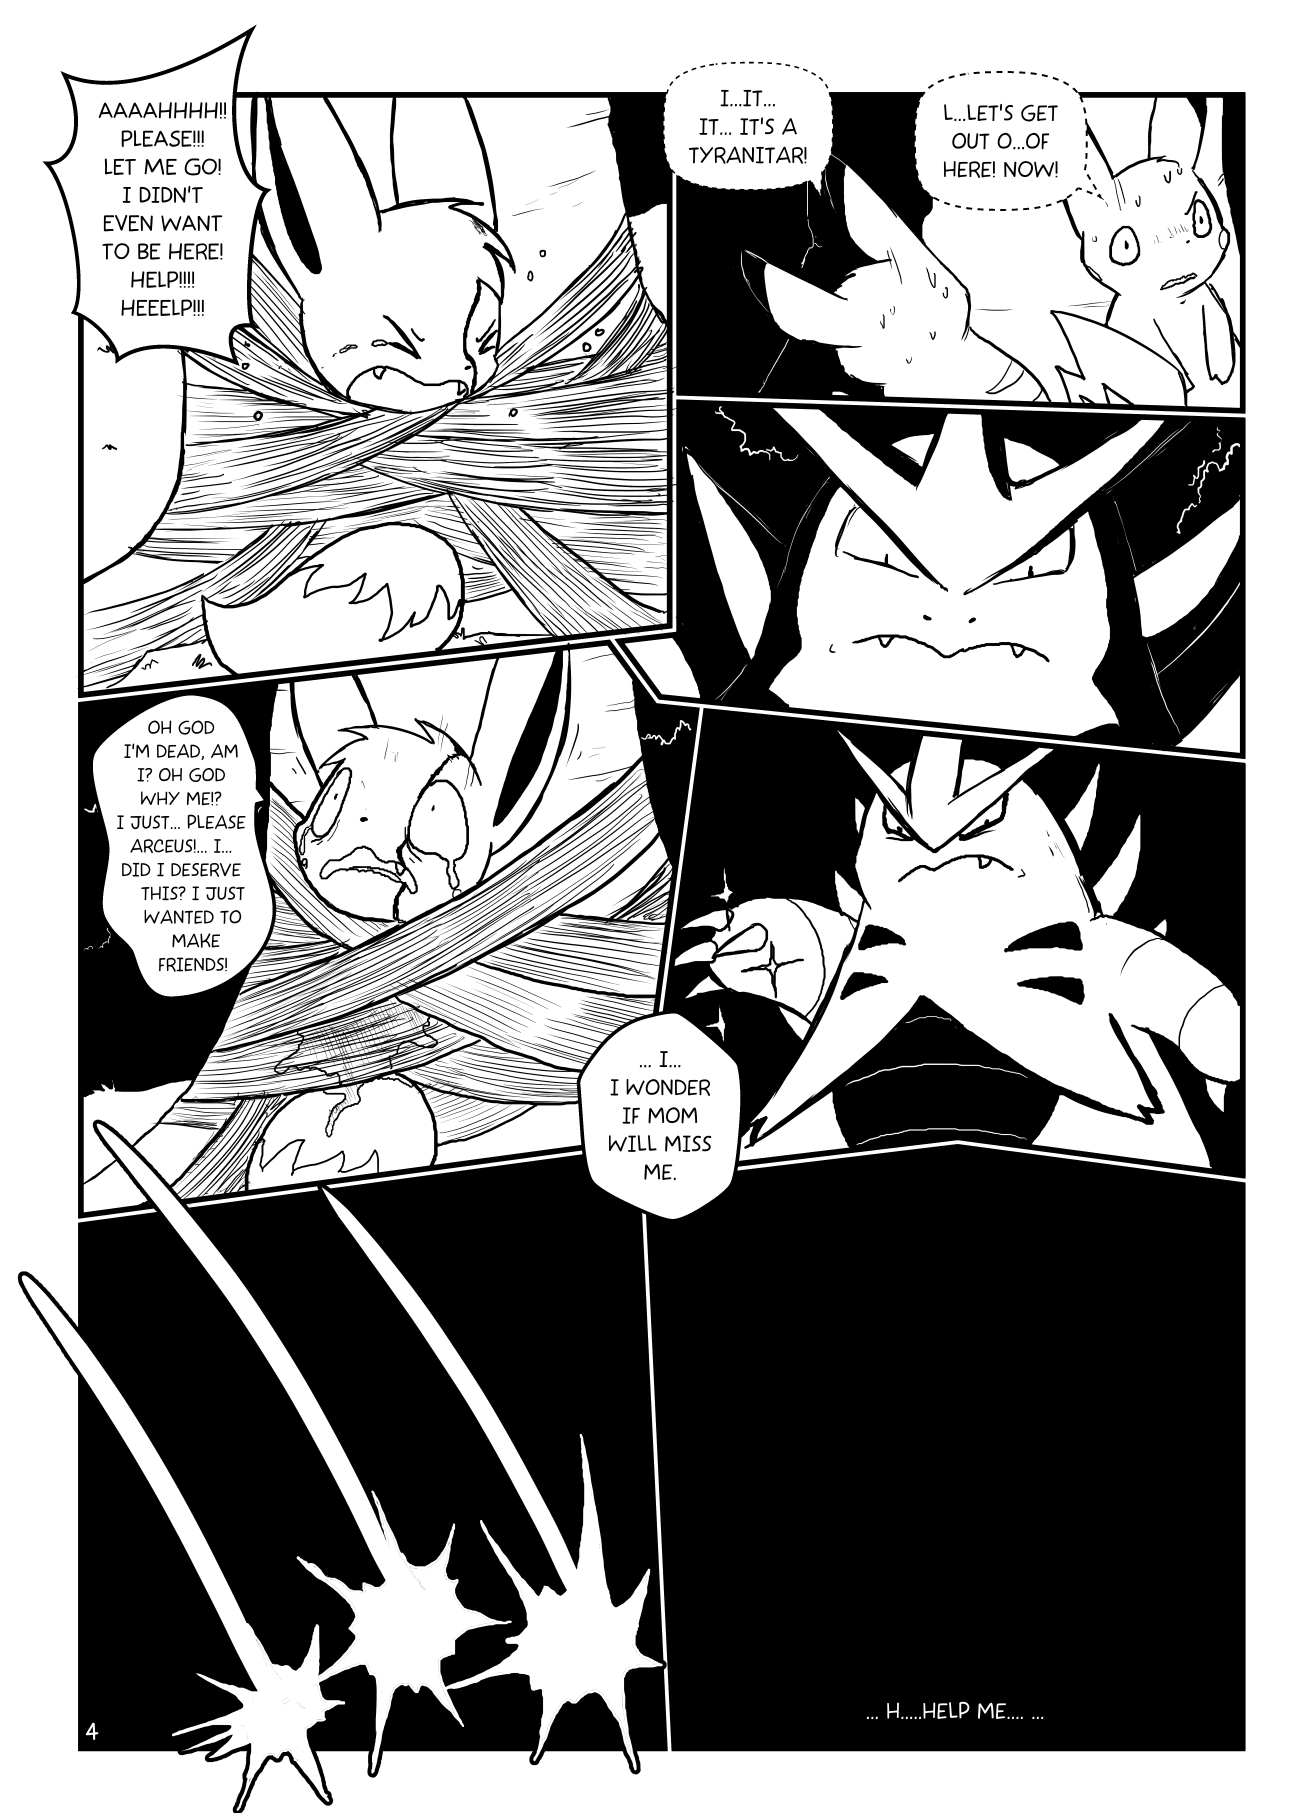 AAAAHHHH!!
PLEASE!!!
LET ME GO!
I DIDN'T
EVEN WANT
TO BE HERE!
HELP!!!!
HEEELP!!!
I...IT...
IT... IT'S A
TYRANITAR!
L...LET'S GET
OUT O...OF
HERE! NOW!
OH GOD
I'M DEAD, AM
I? OH GOD
WHY ME!?
I JUST... PLEASE
ARCEUS!... I...
DID I DESERVE
THIS? I JUST
WANTED TO
MAKE
FRIENDS!
... I...
I WONDER
IF MOM
WILL MISS
ME.
... H.....HELP ME.... ...
4